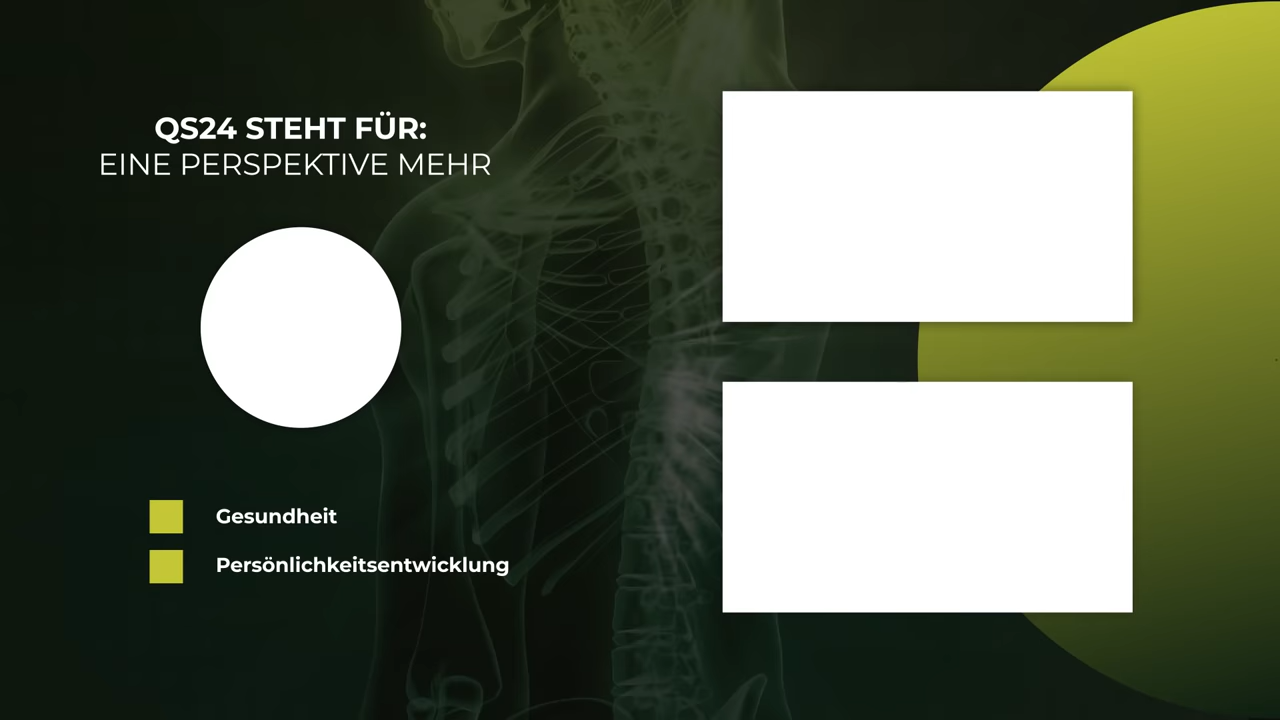 QS24 STEHT FÜR:
EINE PERSPEKTIVE MEHR
Gesundheit
Persönlichkeitsentwicklung